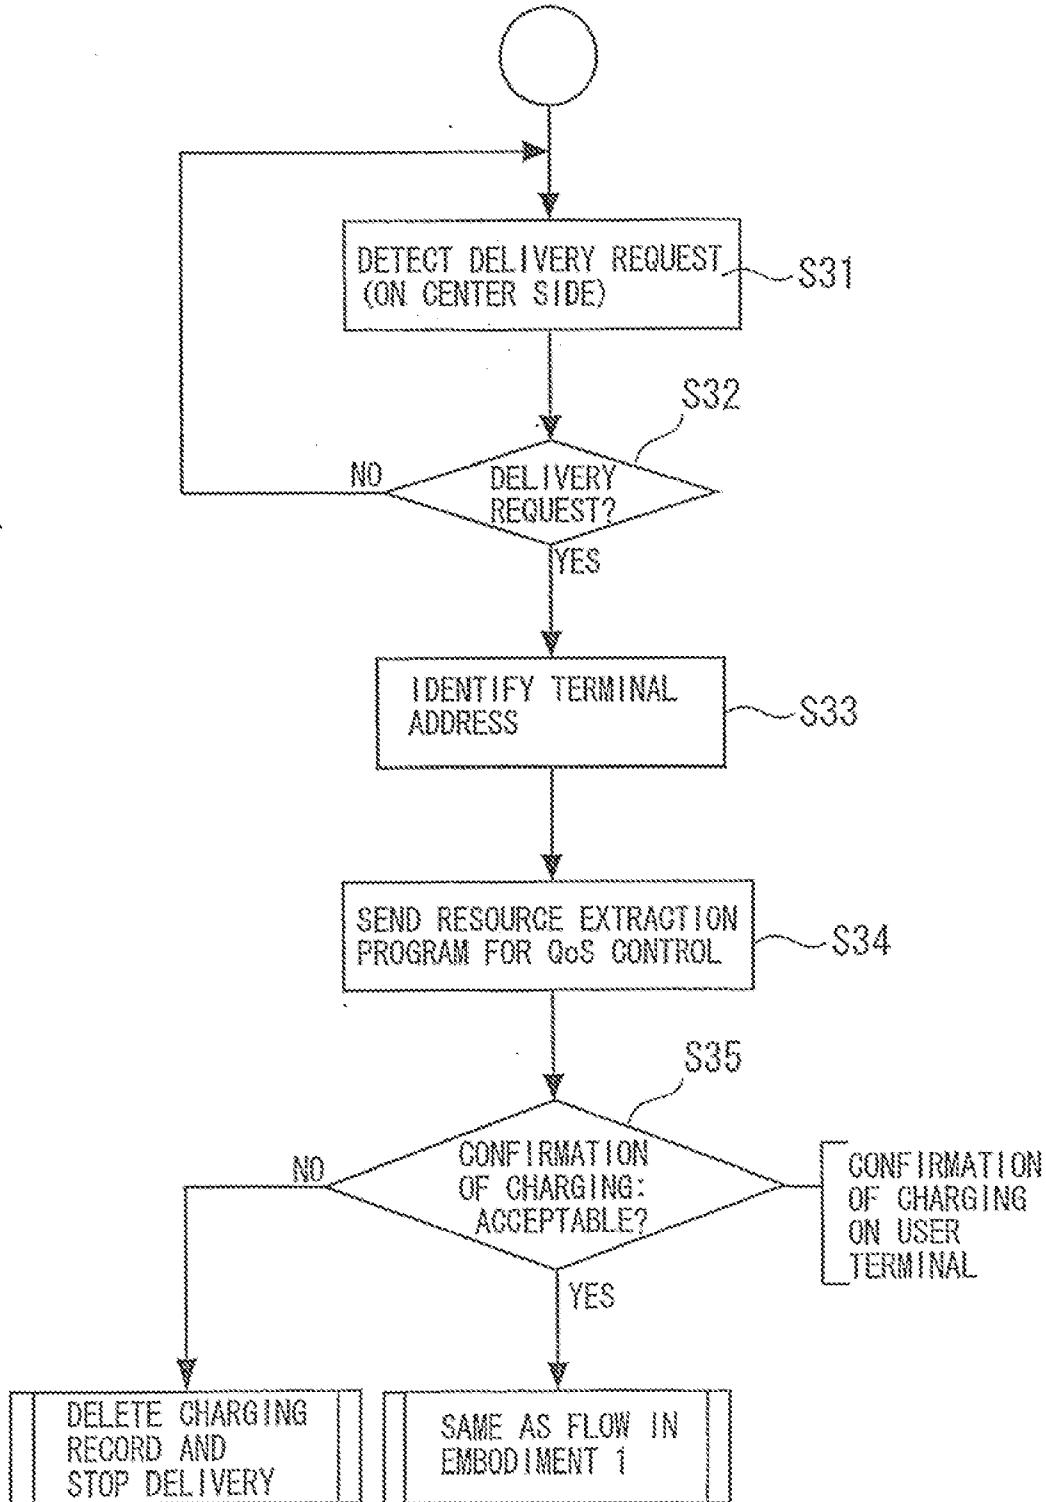 DETECT DELIVERY REQUEST
(ON CENTER SIDE)
S31
S32
NO
DELIVERY
REQUEST?
YES
IDENTIFY TERMINAL
ADDRESS
S33
SEND RESOURCE EXTRACTION
PROGRAM FOR QoS CONTROL
S34
S35
NO
CONFIRMATION
OF CHARGING:
ACCEPTABLE?
CONFIRMATION
OF CHARGING
ON USER
TERMINAL
YES
DELETE CHARGING
RECORD AND
STOP DELIVERY
SAME AS FLOW IN
EMBODIMENT 1